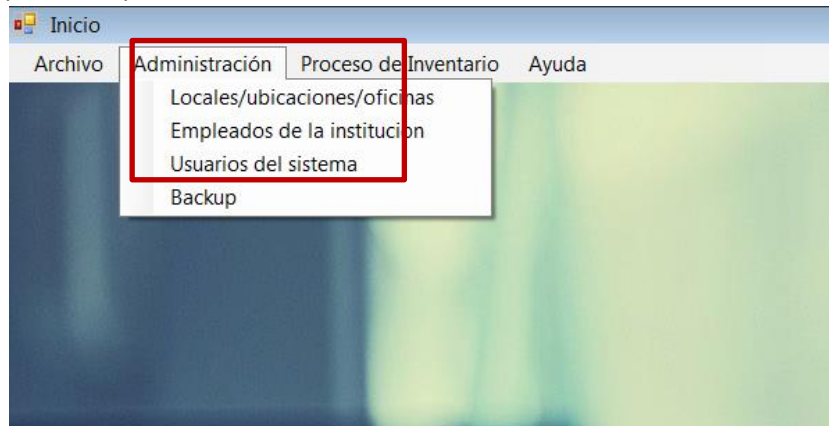 Inicio
Archivo Administración Proceso de Inventario Ayuda
Locales/ubicaciones/oficinas
Empleados de la institucion
Usuarios del sistema
Backup